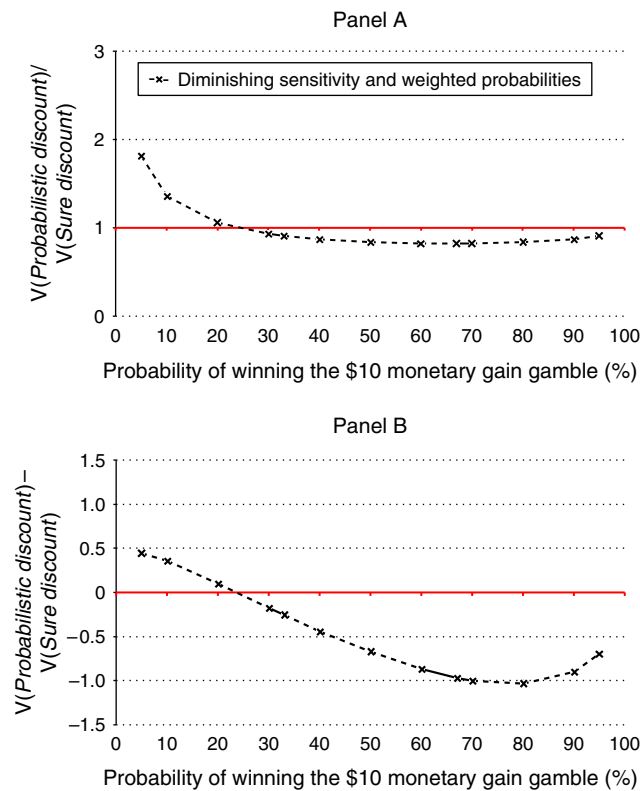 Panel A
V(Probabilistic discount)/
V(Sure discount)
3
2
1
0
Diminishing sensitivity and weighted probabilities
0 10 20 30 40 50 60 70 80 90 100
Probability of winning the $10 monetary gain gamble (%)
Panel B
V(Probabilistic discount)–
V(Sure discount)
1.5
1.0
0.5
0
–0.5
–1.0
–1.5
0 10 20 30 40 50 60 70 80 90 100
Probability of winning the $10 monetary gain gamble (%)